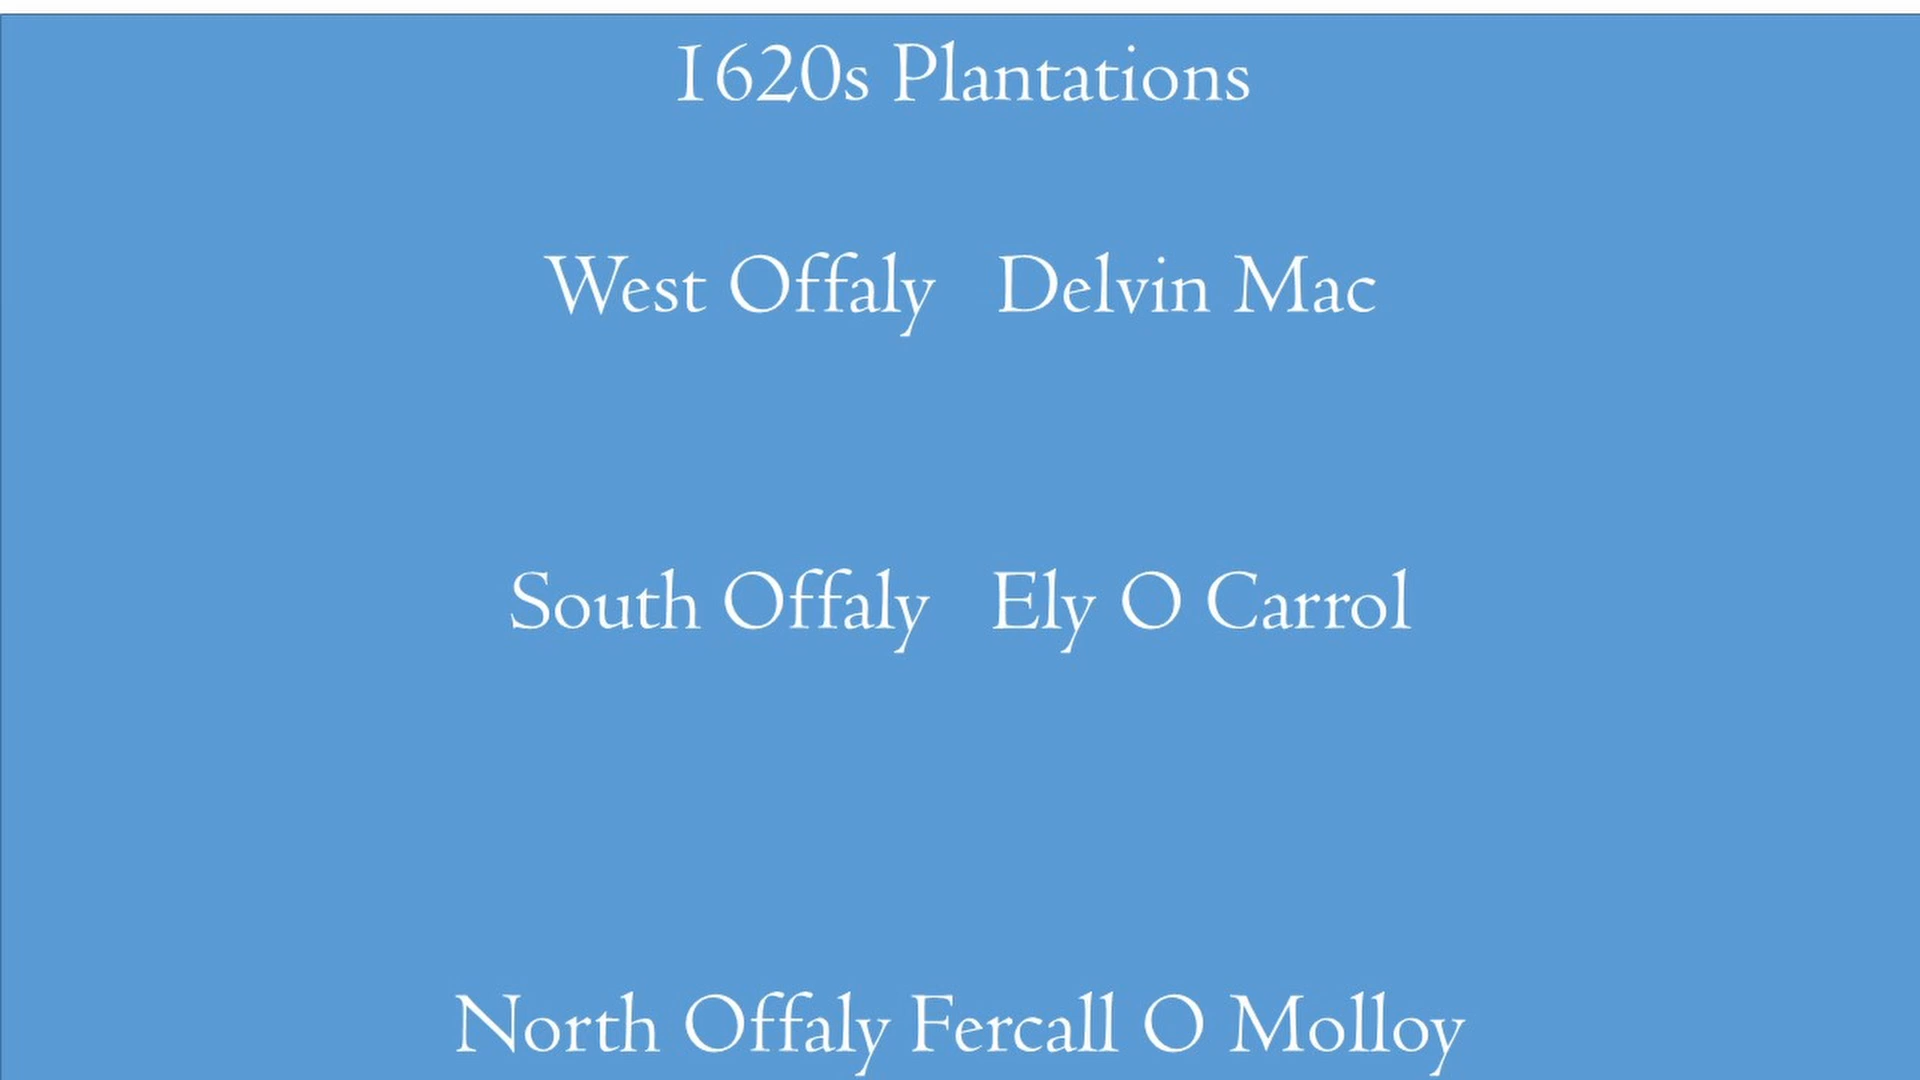 1620s Plantations
West Offaly Delvin Mac
South Offaly Ely O Carrol
North Offaly Fercall O Molloy